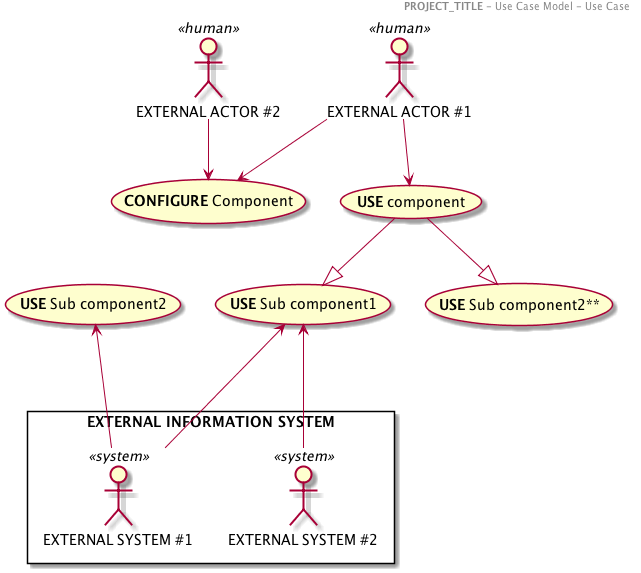 PROJECT_TITLE – Use Case Model – Use Case
«human»
«human»
EXTERNAL ACTOR #2
EXTERNAL ACTOR #1
CONFIGURE Component
USE component
USE Sub component2
USE Sub component1
USE Sub component2**
EXTERNAL INFORMATION SYSTEM
«system»
«system»
EXTERNAL SYSTEM #1
EXTERNAL SYSTEM #2